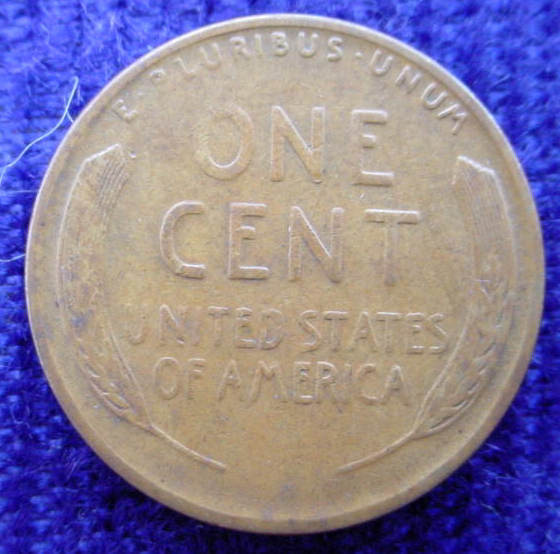 E·PLURIBUS·UNUM
ONE
CENT
UNITED STATES
OF AMERICA